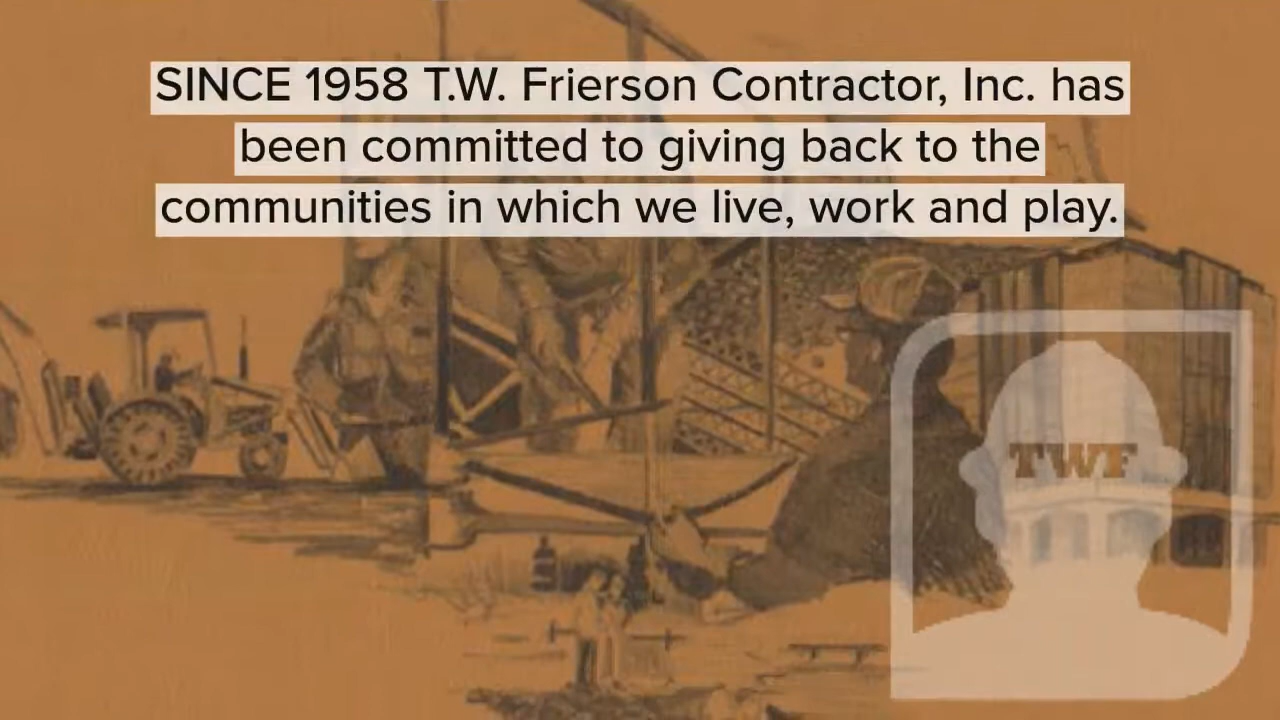 SINCE 1958 T.W. Frierson Contractor, Inc. has
been committed to giving back to the
communities in which we live, work and play.
TWF